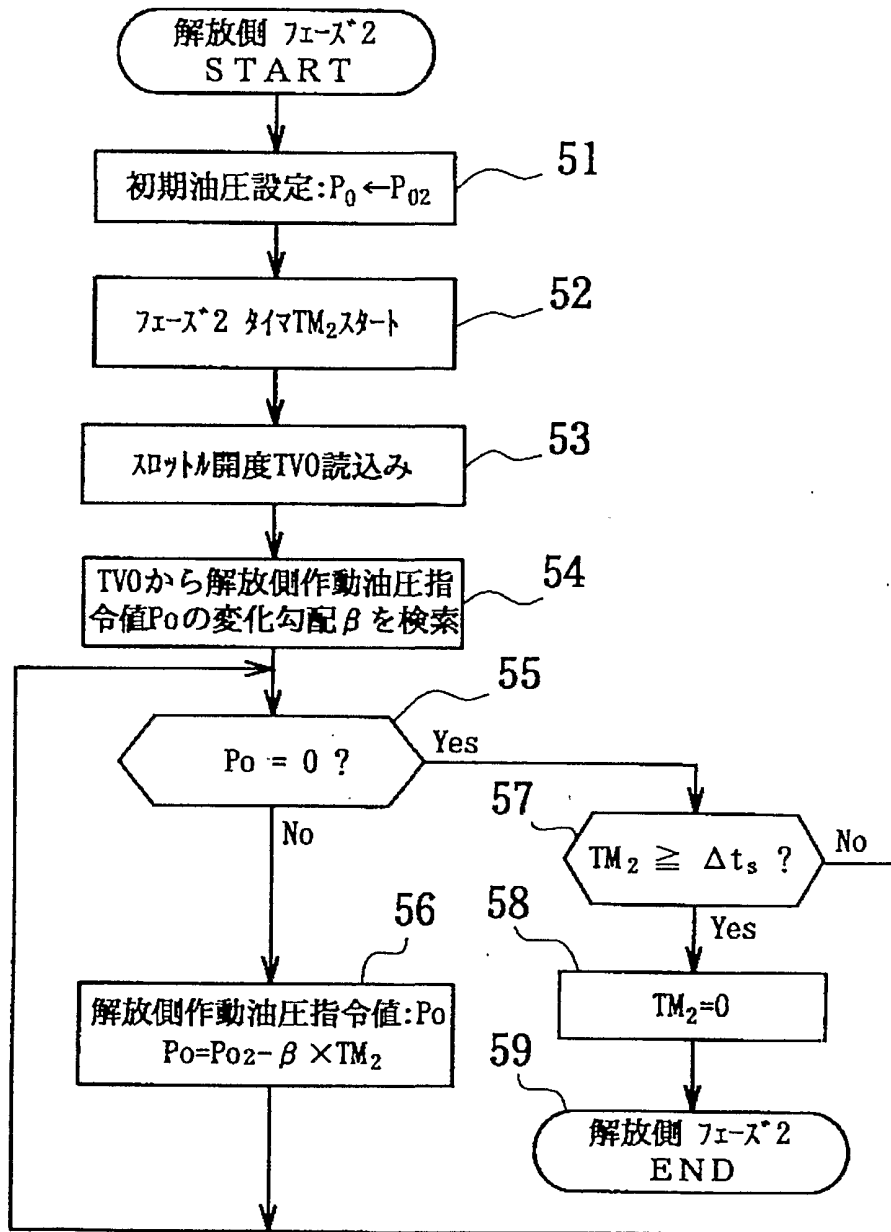 解放側 フェーズ2
START
初期油圧設定:P₀←P₀₂
51
フェーズ2 タイマTM₂スタート
52
スロットル開度TVO読込み
53
TVOから解放側作動油圧指
令値Poの変化勾配βを検索
54
Po = 0 ?
55
Yes
No
TM₂ ≧ Δtₛ ?
57
No
Yes
解放側作動油圧指令値:Po
Po=Po₂-β×TM₂
56
TM₂=0
58
解放側 フェーズ2
END
59